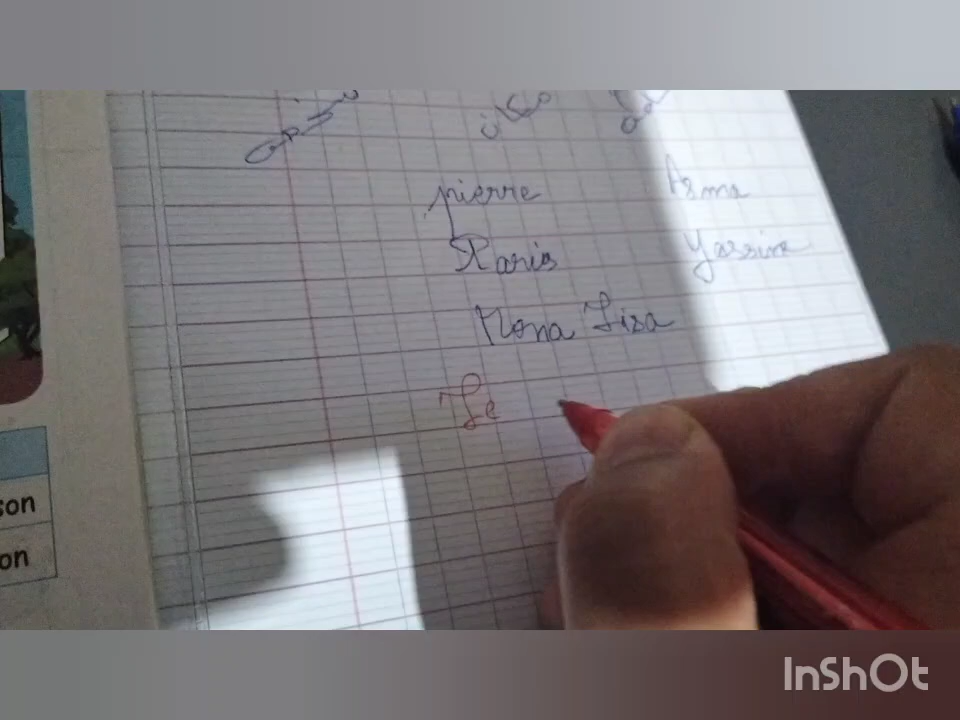 pierre Asma
Paris Yassine
Mona Lisa
Le
son
on
InShOt